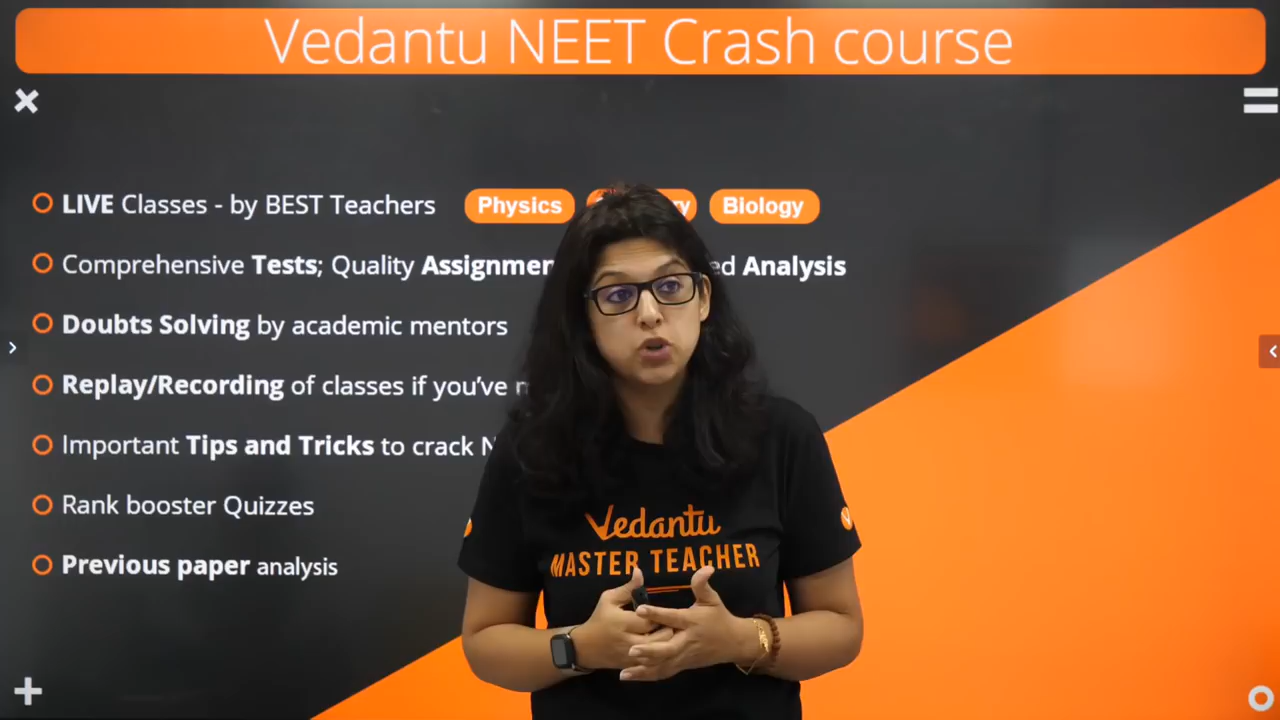 Vedantu NEET Crash course
LIVE Classes - by BEST Teachers Physics Biology
Comprehensive Tests; Quality Analysis
Doubts Solving by academic mentors
Replay/Recording of classes if you've
Important Tips and Tricks to crack
Rank booster Quizzes
Previous paper analysis
Vedantu
MASTER TEACHER